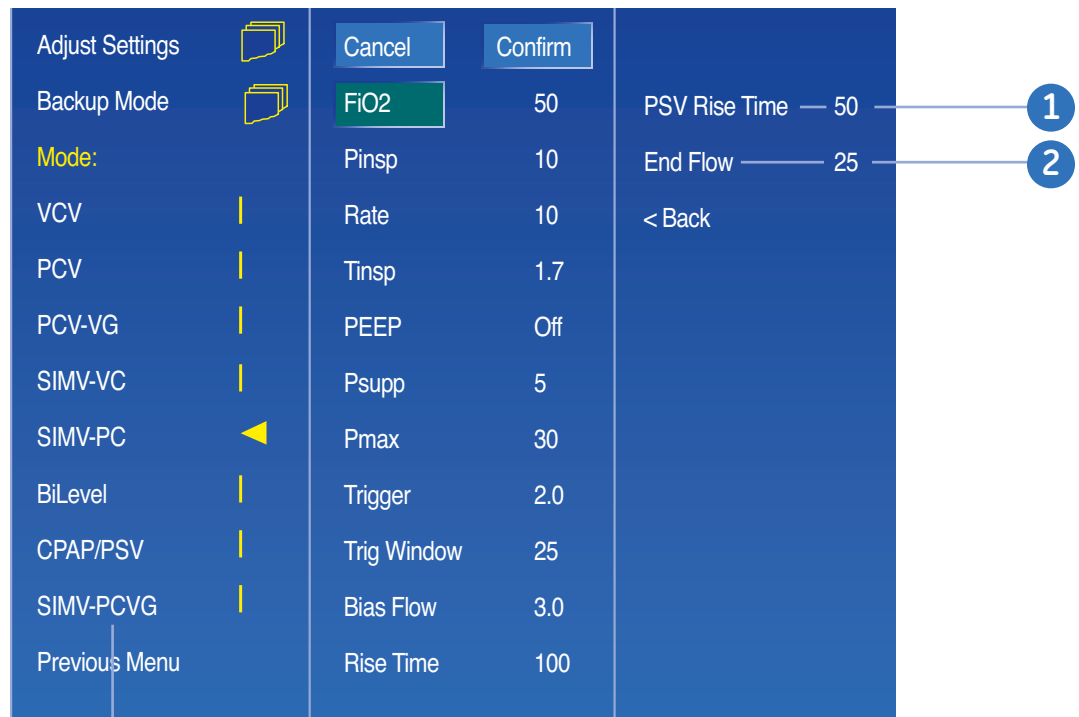 Adjust Settings
Backup Mode
Mode:
VCV
PCV
PCV-VG
SIMV-VC
SIMV-PC
BiLevel
CPAP/PSV
SIMV-PCVG
Previous Menu
Cancel Confirm
FiO2 50
Pinsp 10
Rate 10
Tinsp 1.7
PEEP Off
Psupp 5
Pmax 30
Trigger 2.0
Trig Window 25
Bias Flow 3.0
Rise Time 100
PSV Rise Time 50 1
End Flow 25 2
< Back